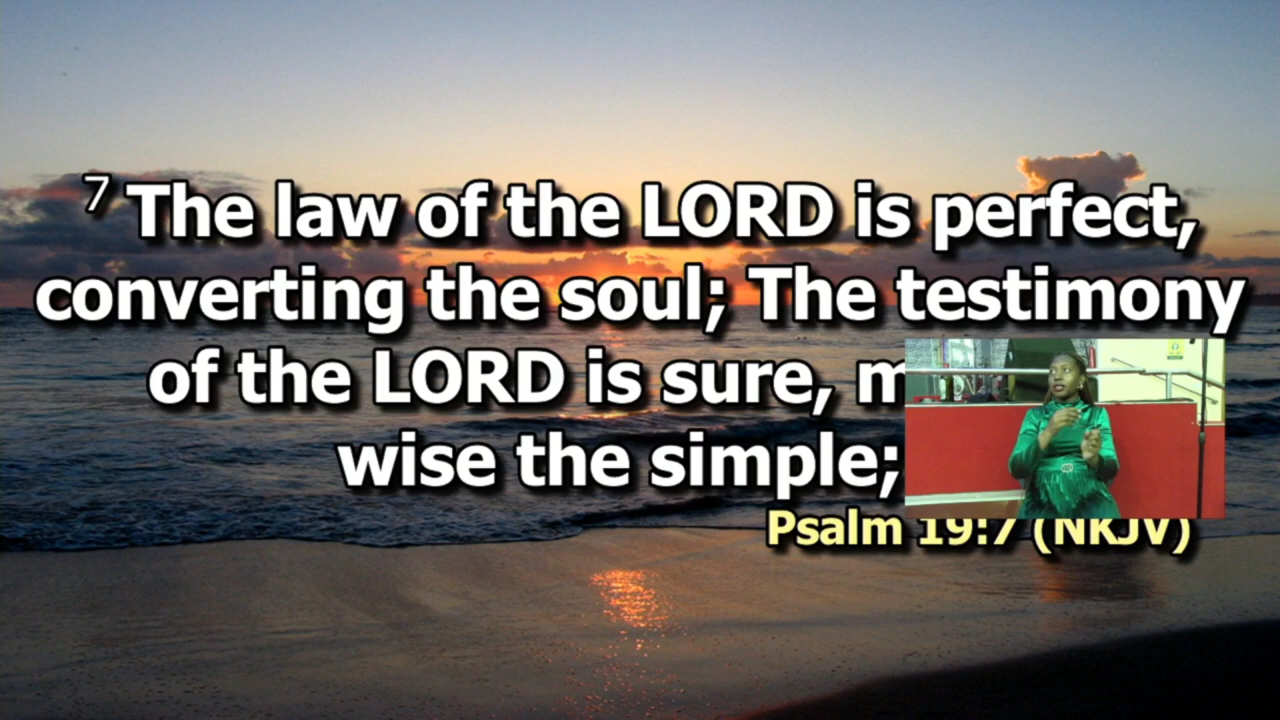 7 The law of the LORD is perfect,
converting the soul; The testimony
of the LORD is sure,
wise the simple;
Psalm 19:7 (NKJV)